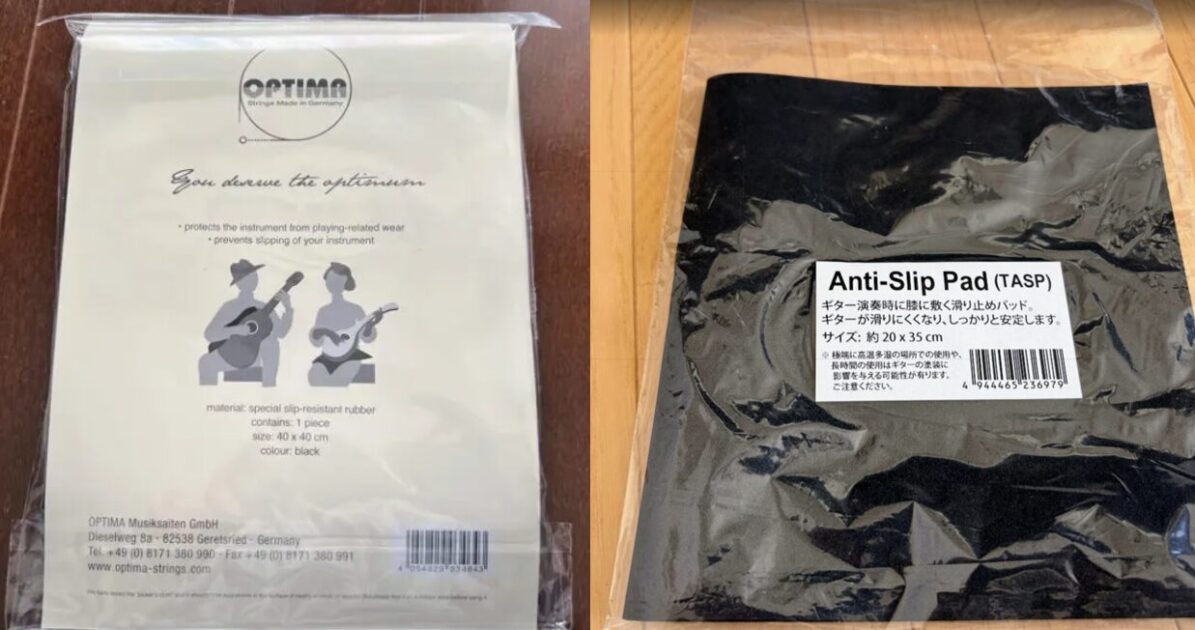 OPTIMA
Strings Made in Germany
You deserve the optimum
• protects the instrument from playing-related wear
• prevents slipping of your instrument
material: special slip-resistant rubber
contains: 1 piece
size: 40 x 40 cm
colour: black
OPTIMA Musiksaiten GmbH
Dieselweg 8a · 82538 Geretsried · Germany
Tel. +49 (0) 8171 380 990 · Fax +49 (0) 8171 380 991
www.optima-strings.com
Anti-Slip Pad (TASP)
ギター演奏時に膝に敷く滑り止めパッド。
ギターが滑りにくくなり、しっかりと安定します。
サイズ: 約 20 x 35 cm
※ 極端に高温多湿の場所での使用や、
長時間の使用はギターの塗装に
影響を与える可能性が有ります。
ご注意ください。
4 944465 236979